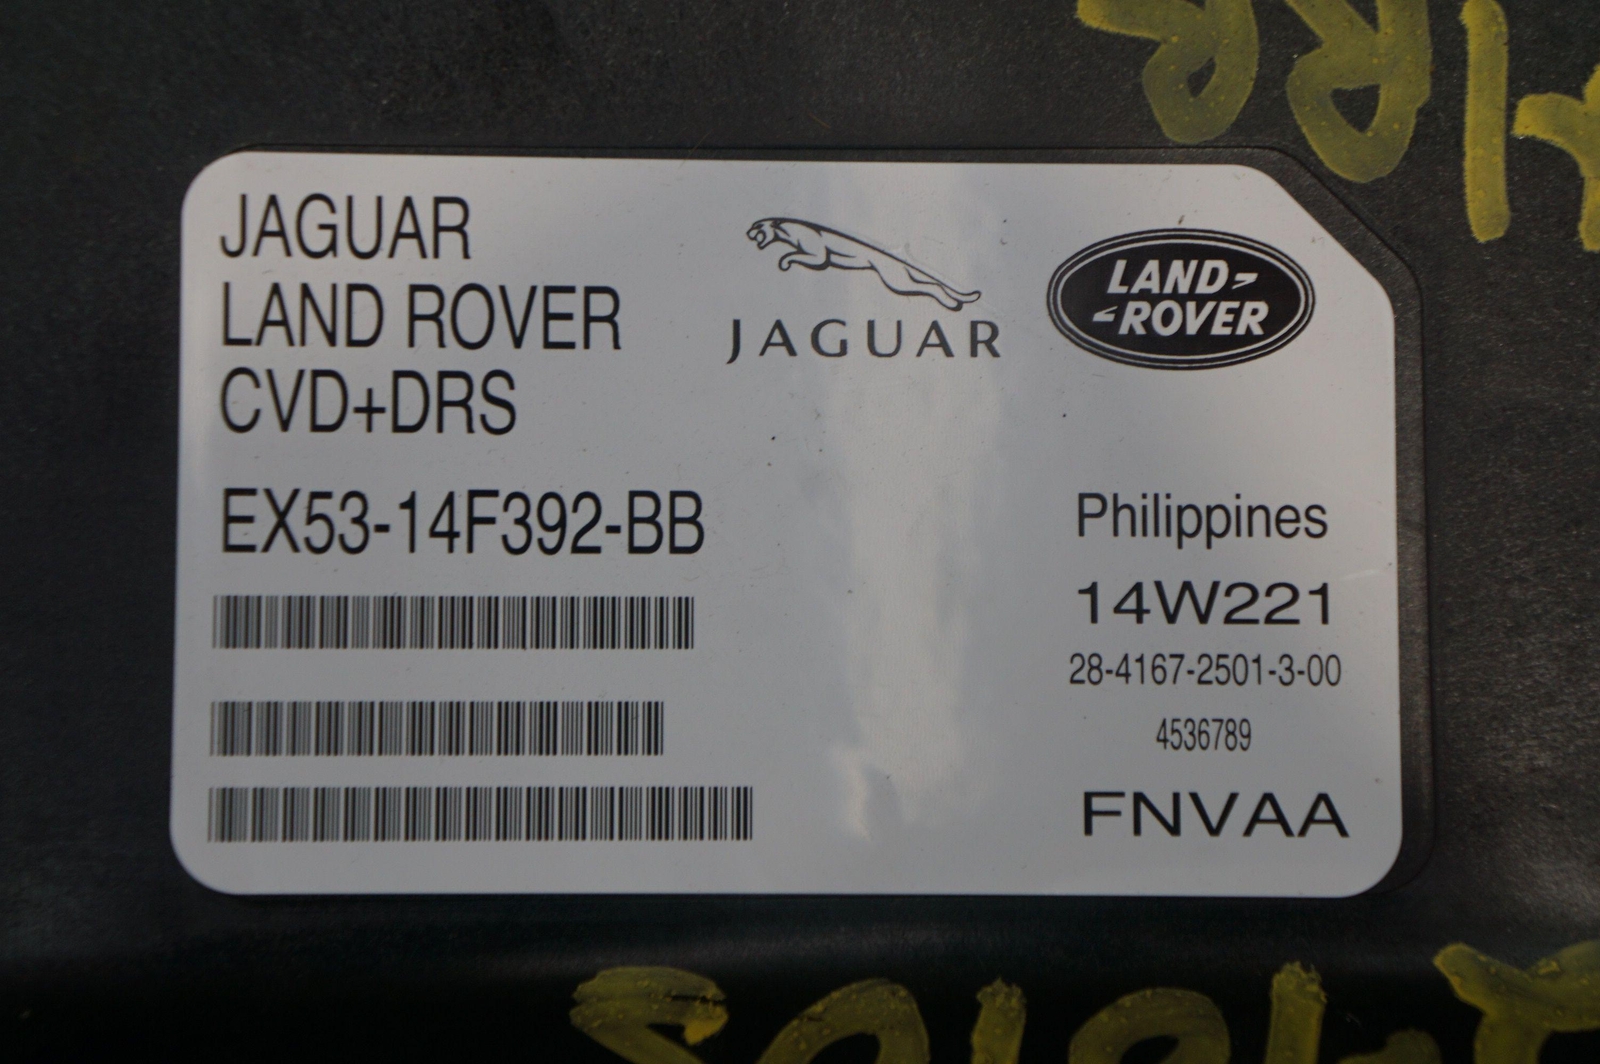 JAGUAR
LAND ROVER
CVD+DRS
JAGUAR
LAND
ROVER
EX53-14F392-BB
Philippines
14W221
28-4167-2501-3-00
4536789
FNVAA